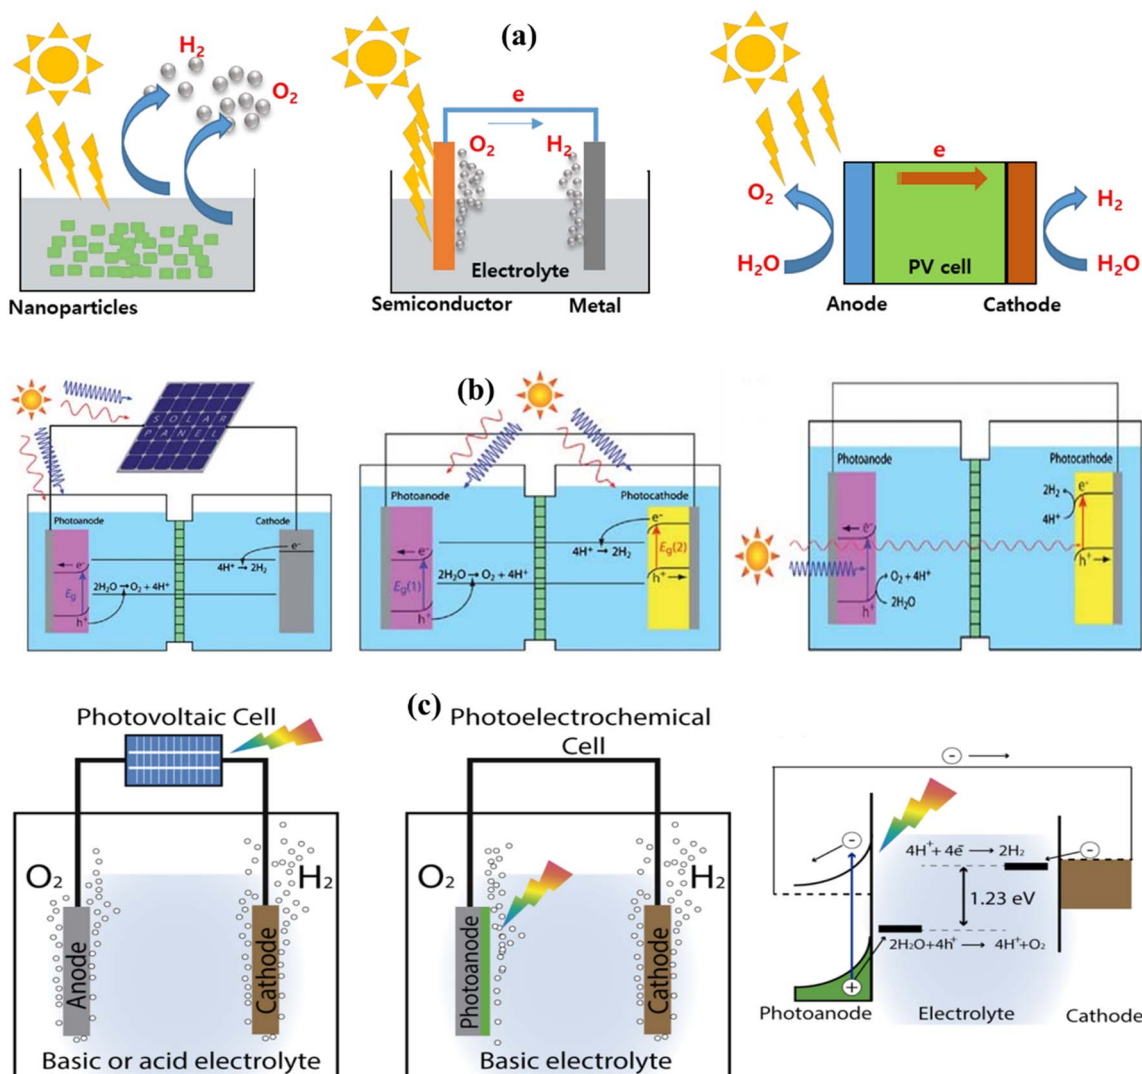 (a)
H2
O2
Nanoparticles
e
O2
H2
Electrolyte
Semiconductor
Metal
e
O2
H2O
PV cell
H2
H2O
Anode
Cathode
(b)
SOLAR
PANEL
Photoanode
Cathode
e-
e-
4H+ → 2H2
2H2O → O2 + 4H+
Eg
h+
Photoanode
Photocathode
e-
e-
4H+ → 2H2
Eg(2)
2H2O → O2 + 4H+
h+
Eg(1)
h+
Photoanode
Photocathode
e-
2H2
4H+
e-
h+
O2 + 4H+
2H2O
h+
(c)
Photovoltaic Cell
O2
H2
Anode
Cathode
Basic or acid electrolyte
Photoelectrochemical
Cell
O2
H2
Photoanode
Cathode
Basic electrolyte
-
-
-
4H+ + 4e- → 2H2
1.23 eV
2H2O+4h+ → 4H++O2
+
Photoanode
Electrolyte
Cathode